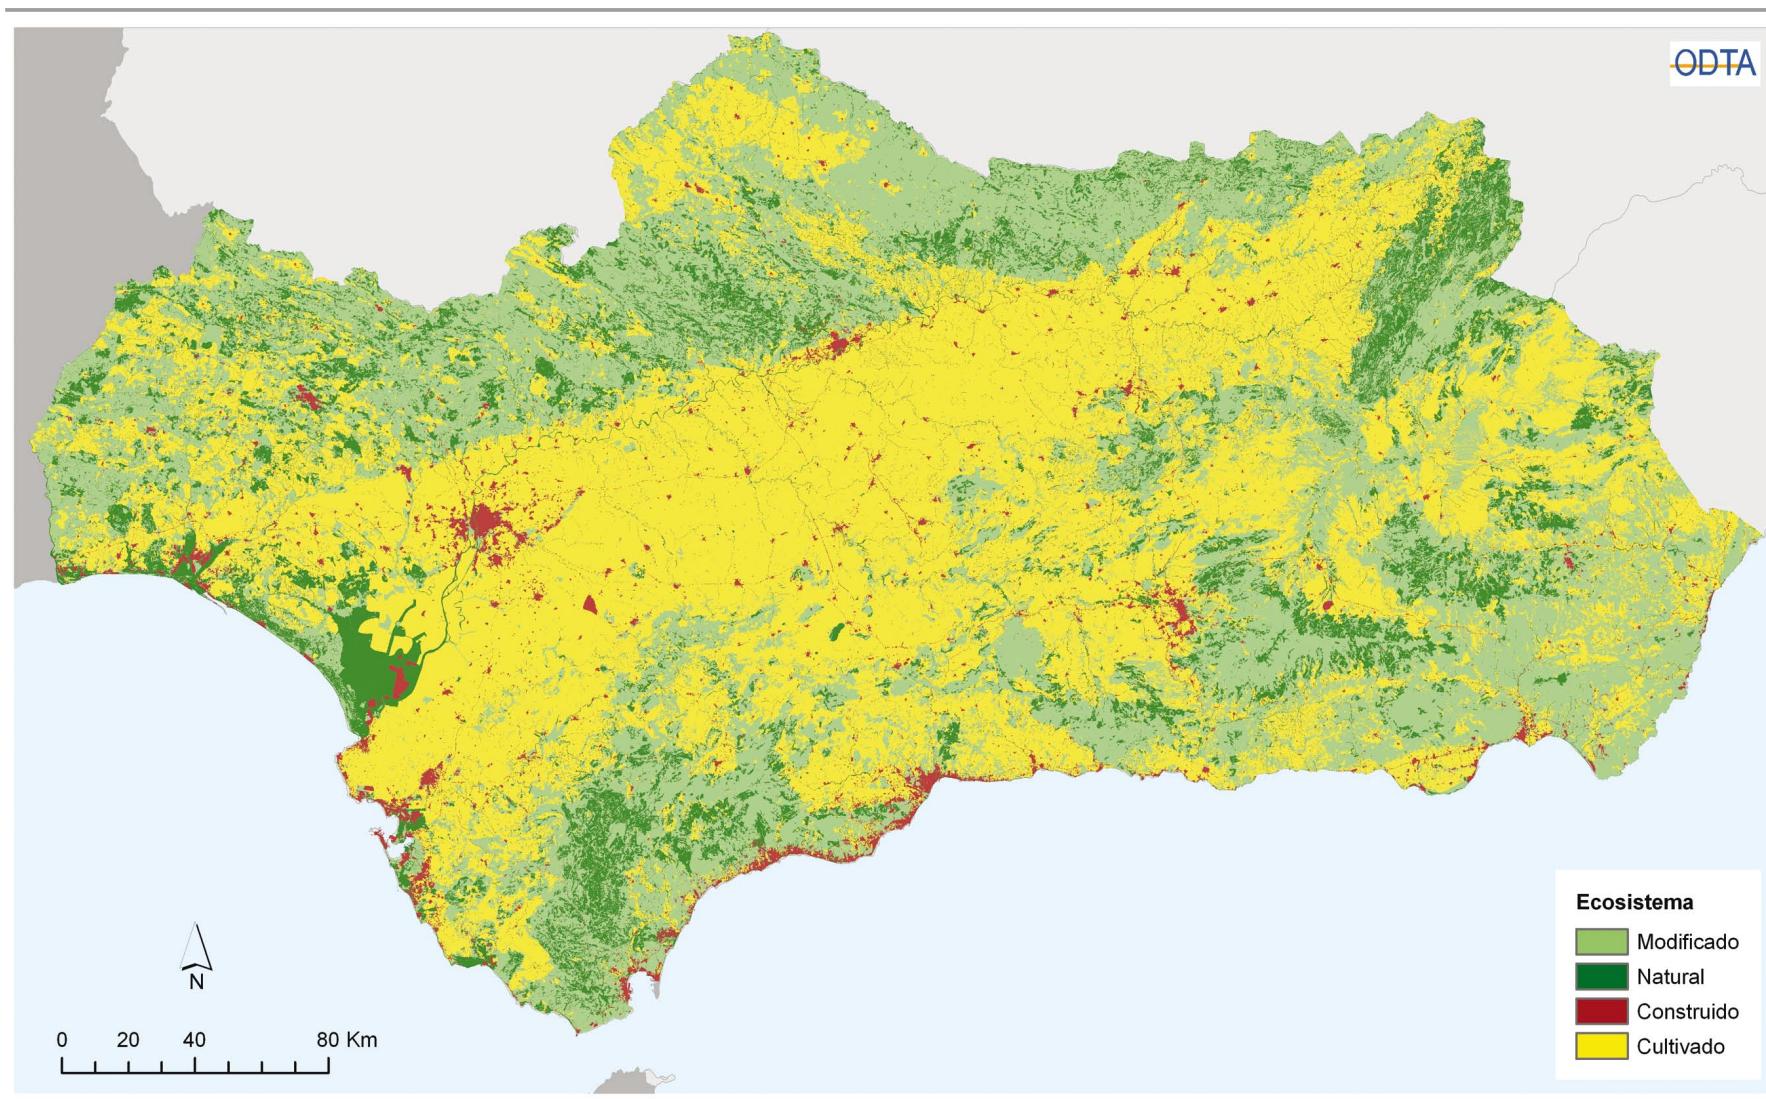 ODTA
Ecosistema
Modificado
Natural
Construido
Cultivado
N
0 20 40 80 Km